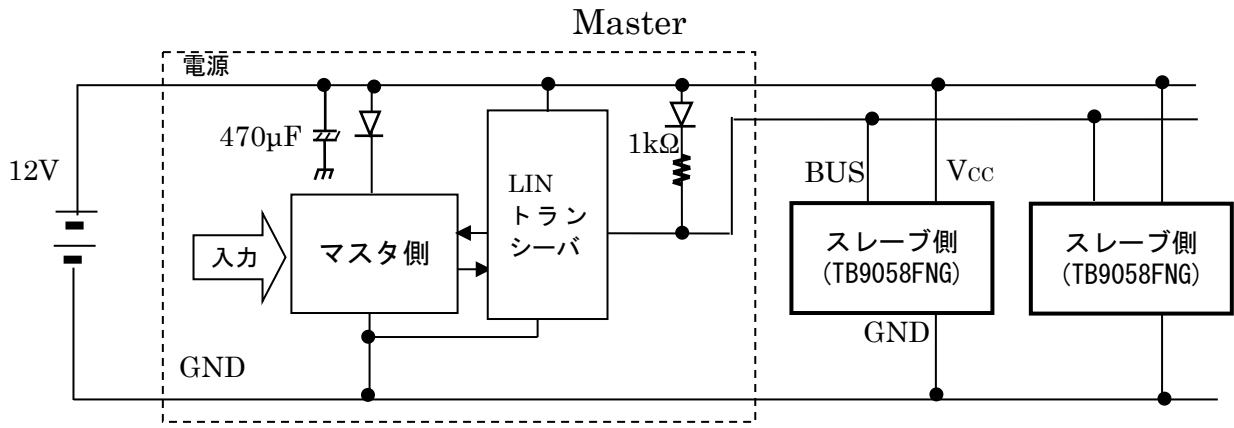 Master
電源
470μF
1kΩ
12V
BUS
VCC
LIN
トラン
シーバ
入力
マスタ側
スレーブ側
(TB9058FNG)
スレーブ側
(TB9058FNG)
GND
GND